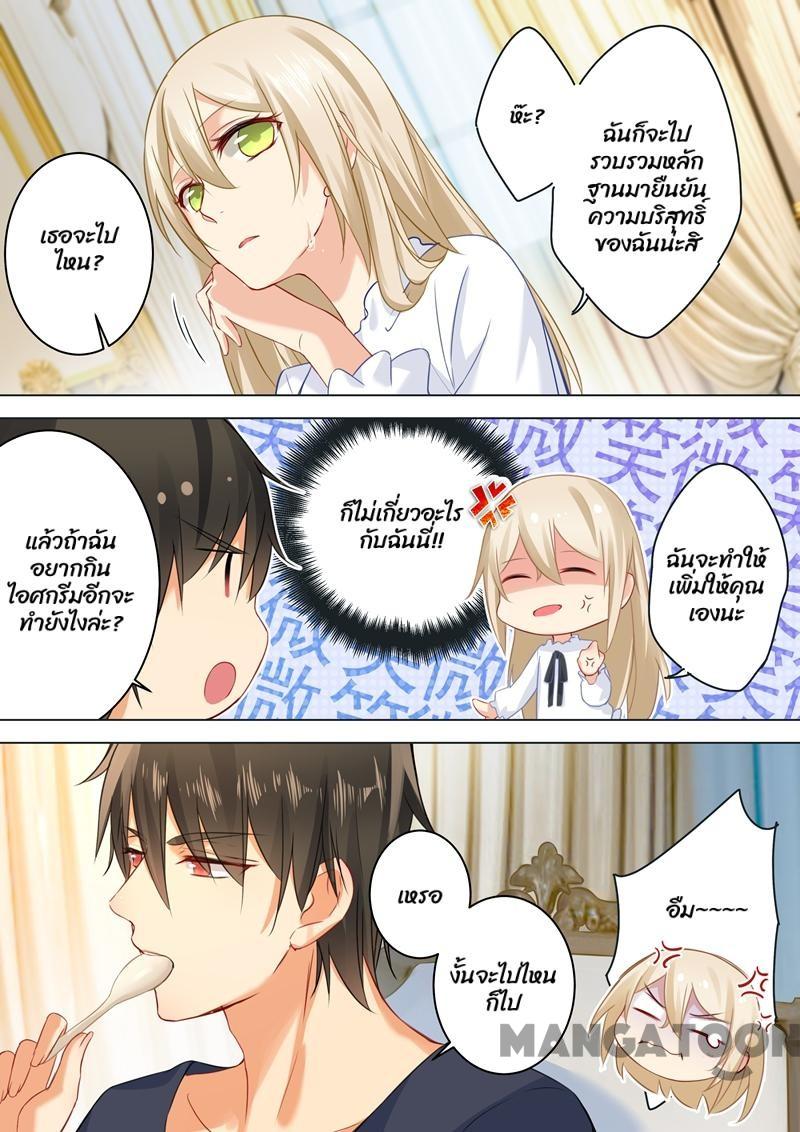 เธอจะไป
ไหน?
ห๊ะ?
ฉันก็จะไป
รวบรวมหลัก
ฐานมายืนยัน
ความบริสุทธิ์
ของฉันน่ะสิ
แล้วถ้าฉัน
อยากกิน
ไอศกรีมอีกจะ
ทำยังไงล่ะ?
ก็ไม่เกี่ยวอะไร
กับฉันนี่!!
ฉันจะทำให้
เพิ่มให้คุณ
เองนะ
微笑
เหรอ
งั้นจะไปไหน
ก็ไป
อืม~~~~
MANGATOON